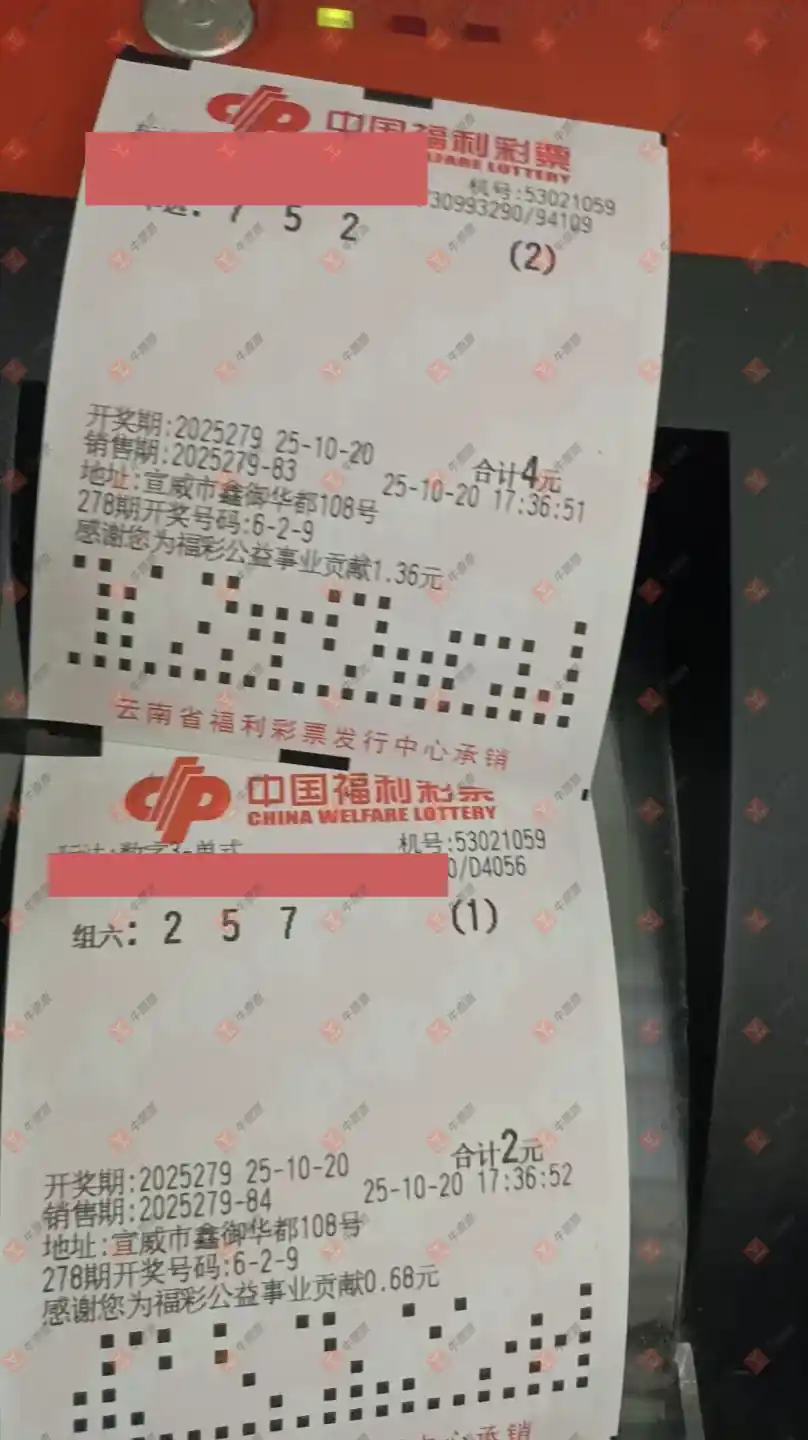 中国福利彩票
机号:53021059
730993290/94109
单选: 7 5 2
(2)
开奖期:2025279 25-10-20
合计4元
销售期:2025279-83
25-10-20 17:36:51
地址:宣威市鑫御华都108号
278期开奖号码:6-2-9
感谢您为福彩公益事业贡献1.36元
云南省福利彩票发行中心承销
中国福利彩票
CHINA WELFARE LOTTERY
机号:53021059
0/D4056
组六: 2 5 7
(1)
开奖期:2025279 25-10-20
合计2元
销售期:2025279-84
25-10-20 17:36:52
地址:宣威市鑫御华都108号
278期开奖号码:6-2-9
感谢您为福彩公益事业贡献0.68元
中心承销